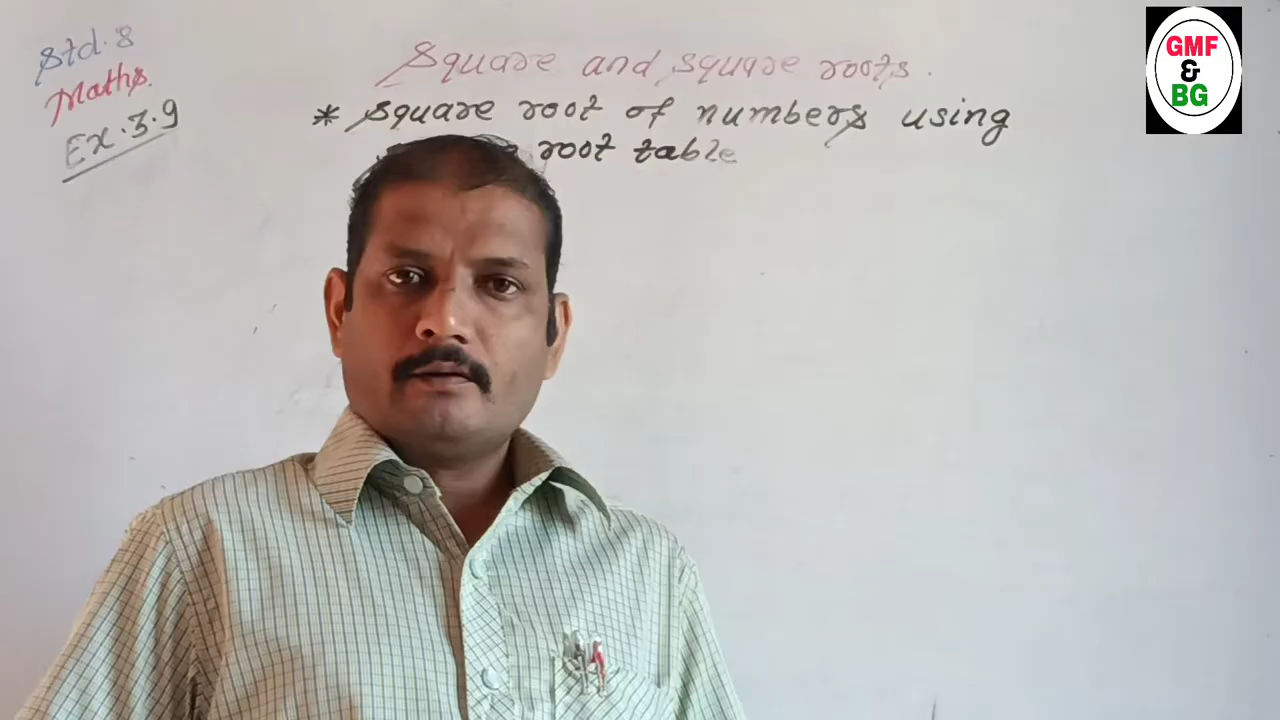 Std. 8
Maths.
Ex. 3.9
Square and square roots.
* square root of numbers using
root table
GMF
&
BG